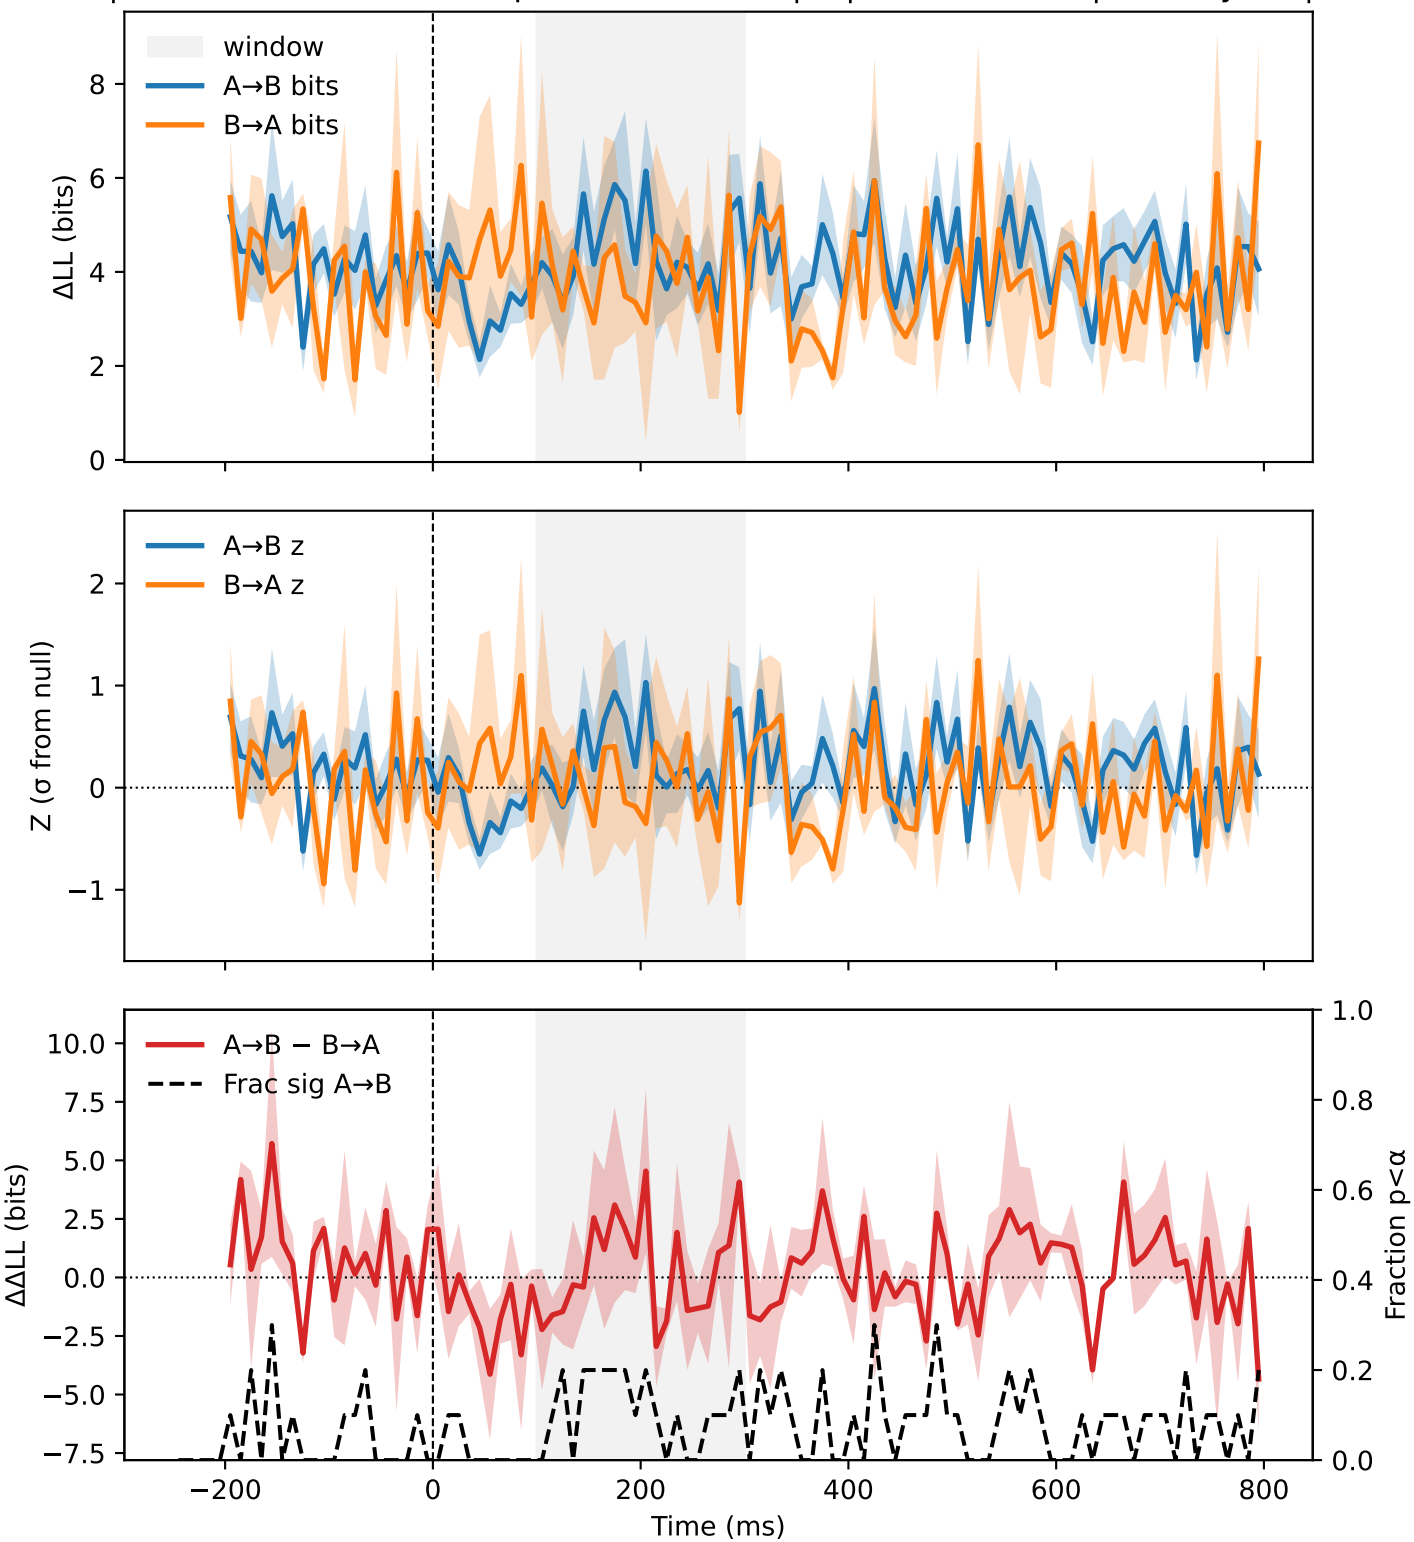 window
A→B bits
B→A bits
ΔLL (bits)
8
6
4
2
0
A→B z
B→A z
Z (σ from null)
2
1
0
−1
A→B − B→A
Frac sig A→B
ΔΔLL (bits)
10.0
7.5
5.0
2.5
0.0
−2.5
−5.0
−7.5
1.0
0.8
0.6
0.4
0.2
0.0
Fraction p<α
−200
0
200
400
600
800
Time (ms)